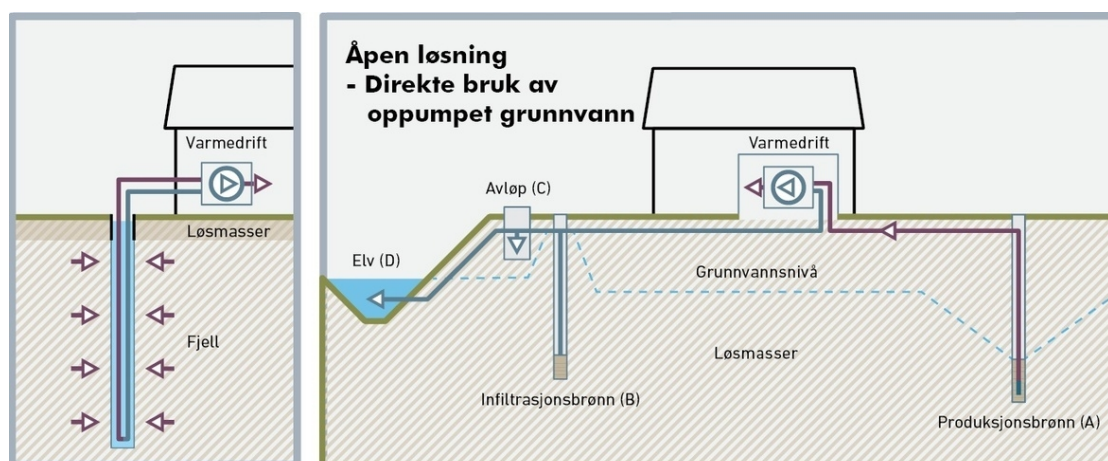 Varmedrift
Løsmasser
Fjell
Åpen løsning
- Direkte bruk av
oppumpet grunnvann
Varmedrift
Avløp (C)
Elv (D)
Grunnvannsnivå
Løsmasser
Infiltrasjonsbrønn (B)
Produksjonsbrønn (A)